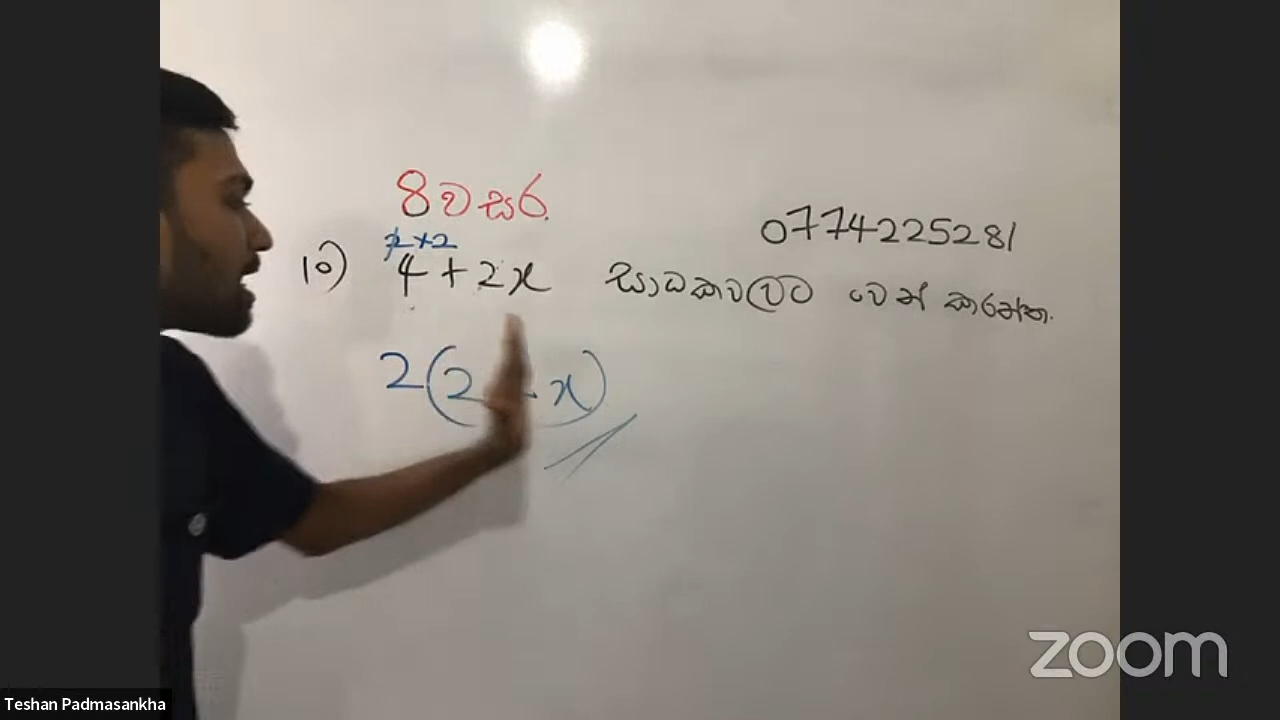 8 වසර.
0774225281
2×2
10) 4 + 2x සාධකවලට වෙන් කරන්න.
2(2 + x)
zoom
Teshan Padmasankha